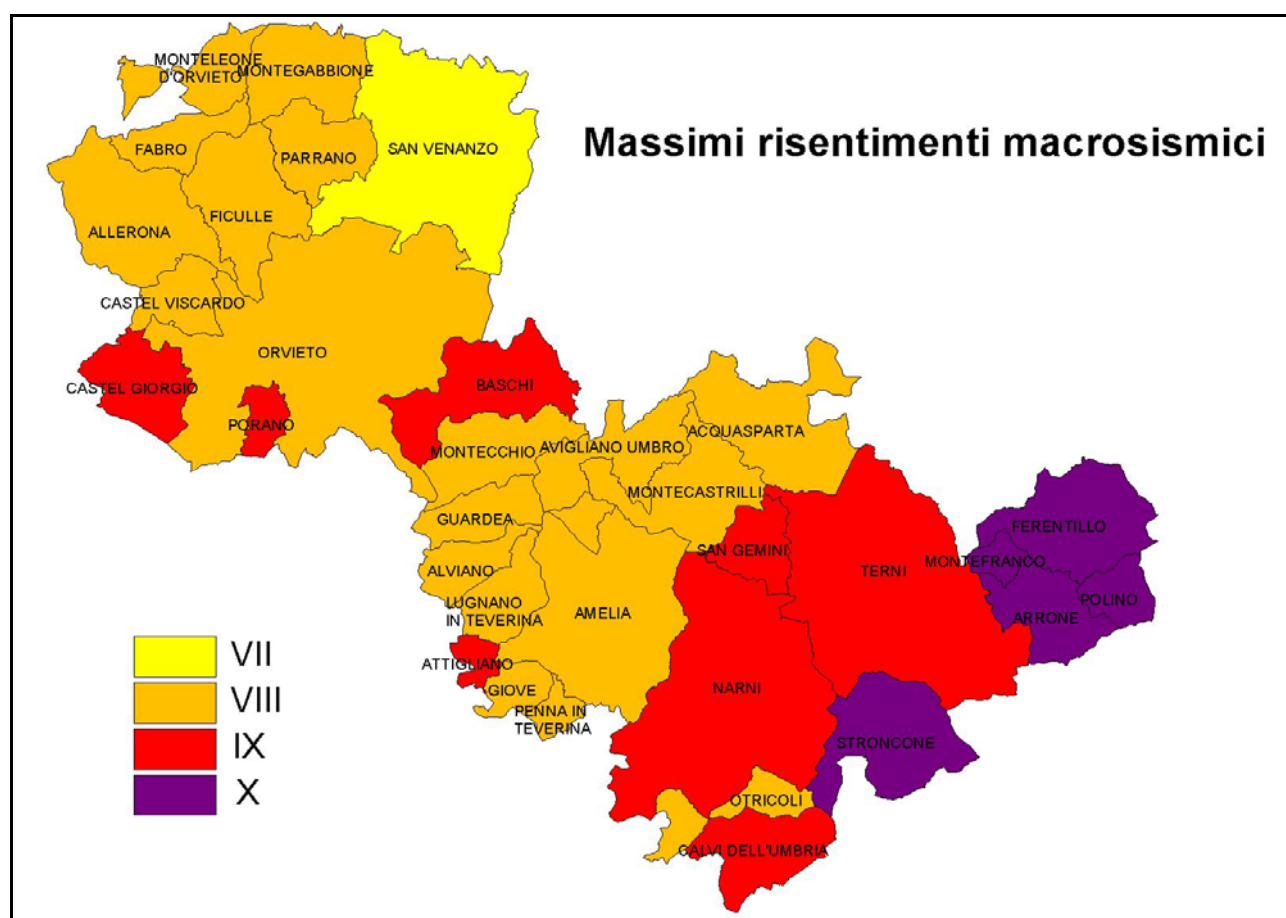 MONTELEONE
D'ORVIETO
MONTEGABBIONE
Massimi risentimenti macrosismici
FABRO
PARRANO
SAN VENANZO
FICULLE
ALLERONA
CASTEL VISCARDO
ORVIETO
CASTEL GIORGIO
BASCHI
PORANO
ACQUASPARTA
MONTECCHIO
AVIGLIANO UMBRO
MONTECASTRILLI
GUARDEA
FERENTILLO
SAN GEMINI
MONTEFRANCO
ALVIANO
TERNI
LUGNANO
IN TEVERINA
AMELIA
POLINO
ARRONE
VII
ATTIGLIANO
GIOVE
NARNI
VIII
PENNA IN
TEVERINA
IX
STRONCONE
X
OTRICOLI
CALVI DELL'UMBRIA